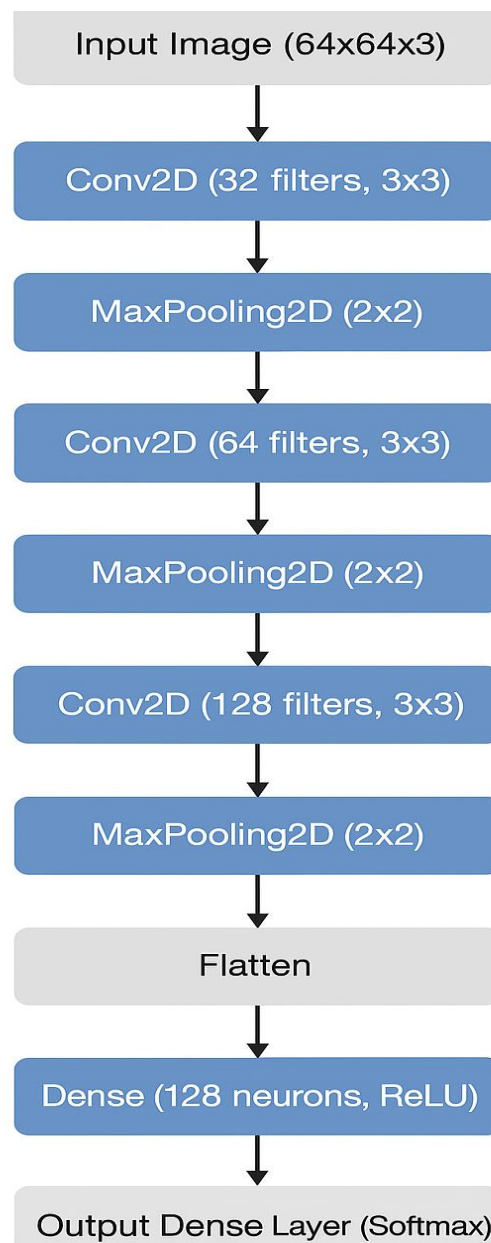 Input Image (64x64x3)
Conv2D (32 filters, 3x3)
MaxPooling2D (2x2)
Conv2D (64 filters, 3x3)
MaxPooling2D (2x2)
Conv2D (128 filters, 3x3)
MaxPooling2D (2x2)
Flatten
Dense (128 neurons, ReLU)
Output Dense Layer (Softmax)